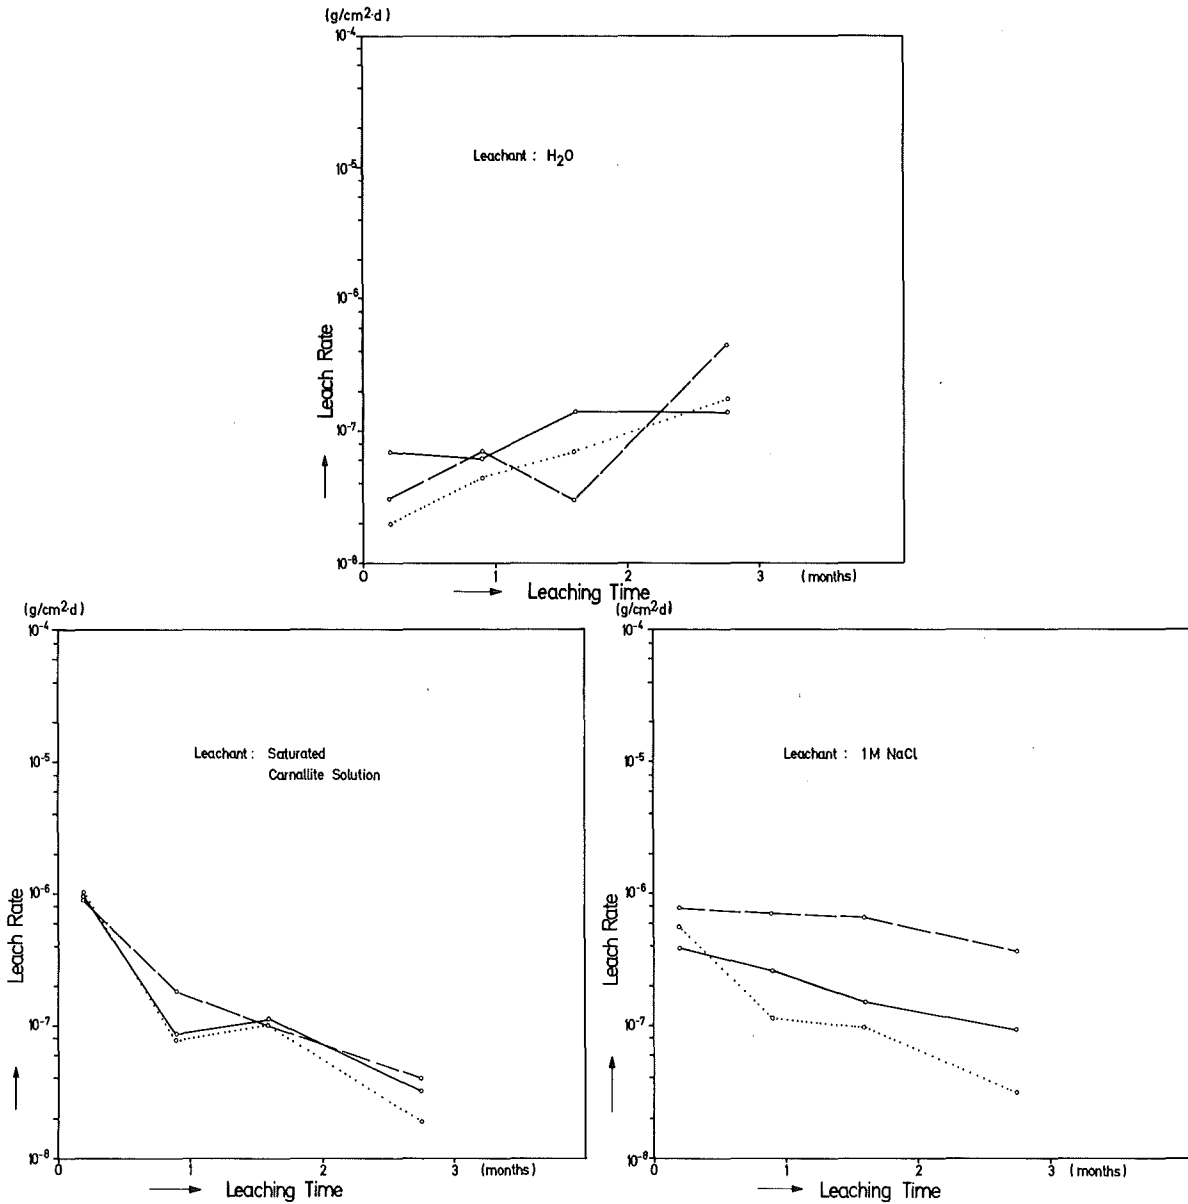 (g/cm2·d)
10-4
Leachant : H2O
10-5
10-6
Leach Rate
10-7
10-8
0 1 2 3 (months)
Leaching Time
(g/cm2·d)
10-4
Leachant : Saturated
Carnallite Solution
10-5
10-6
Leach Rate
10-7
10-8
0 1 2 3 (months)
Leaching Time
(g/cm2d)
10-4
Leachant : 1M NaCl
10-5
10-6
Leach Rate
10-7
10-8
0 1 2 3 (months)
Leaching Time